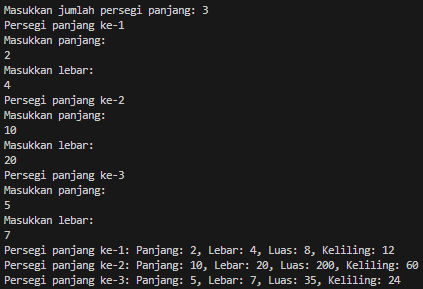 Masukkan jumlah persegi panjang: 3
Persegi panjang ke-1
Masukkan panjang:
2
Masukkan lebar:
4
Persegi panjang ke-2
Masukkan panjang:
10
Masukkan lebar:
20
Persegi panjang ke-3
Masukkan panjang:
5
Masukkan lebar:
7
Persegi panjang ke-1: Panjang: 2, Lebar: 4, Luas: 8, Keliling: 12
Persegi panjang ke-2: Panjang: 10, Lebar: 20, Luas: 200, Keliling: 60
Persegi panjang ke-3: Panjang: 5, Lebar: 7, Luas: 35, Keliling: 24